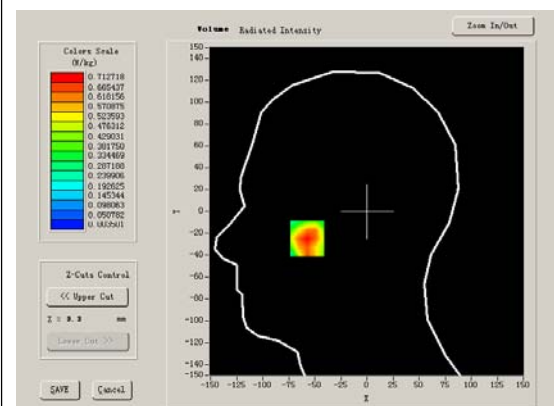 Volume Radiated Intensity
Zoom In/Out
Colors Scale
(W/kg)
0.712718
0.665437
0.618156
0.570875
0.523593
0.476312
0.429031
0.381750
0.334469
0.287188
0.239906
0.192625
0.145344
0.098063
0.050782
0.003501
Z-Cuts Control
<< Upper Cut
Z = 3.3 mm
Lower Cut >>
SAVE
Cancel
150
140
120
100
80
60
40
20
0
-20
-40
-60
-80
-100
-120
-140
-150
Y
-150 -125 -100 -75 -50 -25 0 25 50 75 100 125 150
X